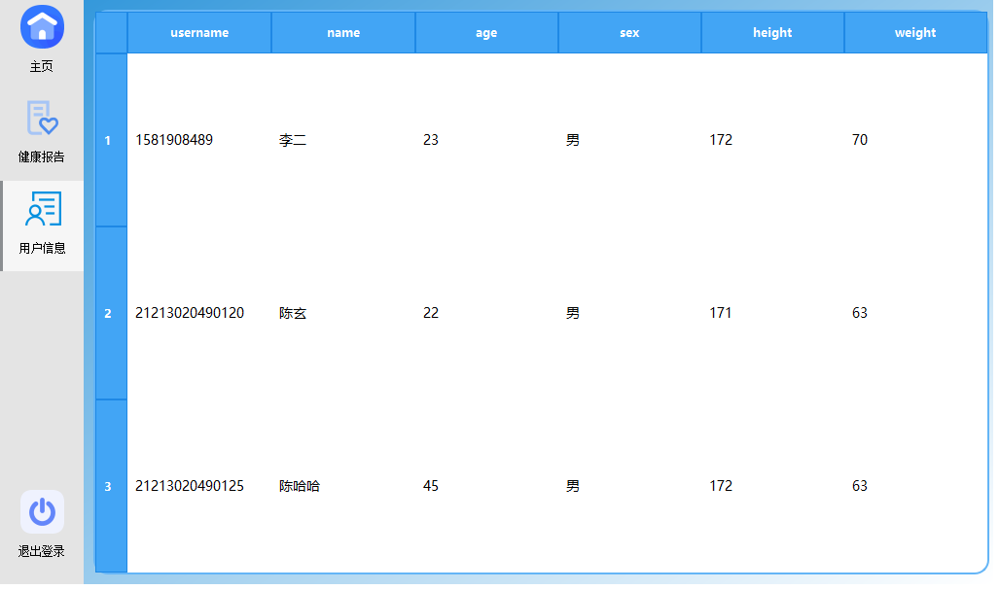 主页
健康报告
用户信息
退出登录
username name age sex height weight
1 1581908489 李二 23 男 172 70
2 21213020490120 陈玄 22 男 171 63
3 21213020490125 陈哈哈 45 男 172 63